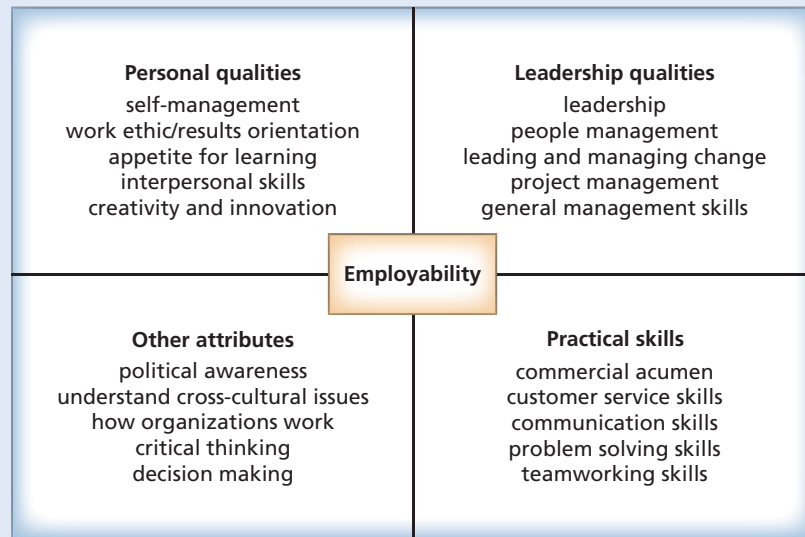 Personal qualities
self-management
work ethic/results orientation
appetite for learning
interpersonal skills
creativity and innovation
Leadership qualities
leadership
people management
leading and managing change
project management
general management skills
Employability
Other attributes
political awareness
understand cross-cultural issues
how organizations work
critical thinking
decision making
Practical skills
commercial acumen
customer service skills
communication skills
problem solving skills
teamworking skills